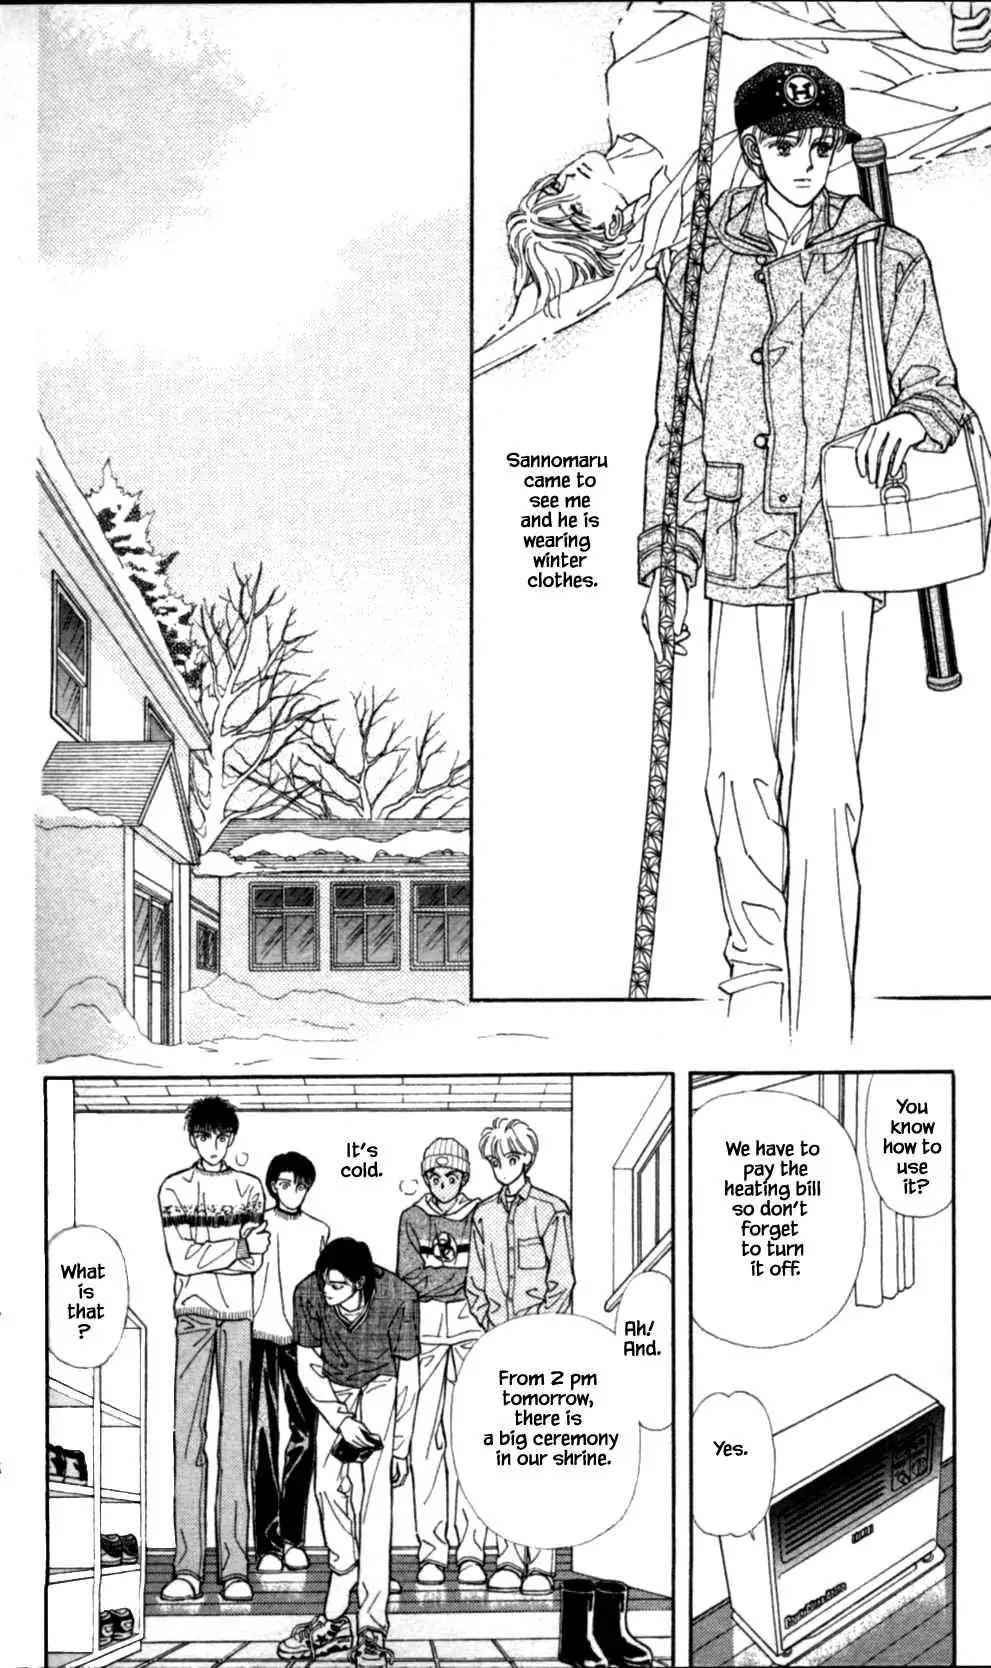 H
Sannomaru
came to
see me
and he is
wearing
winter
clothes.
You
know
how to
use
it?
We have to
pay the
heating bill
so don't
forget
to turn
it off.
Yes.
Ah!
And.
From 2 pm
tomorrow,
there is
a big ceremony
in our shrine.
It's
cold.
What
is
that
?